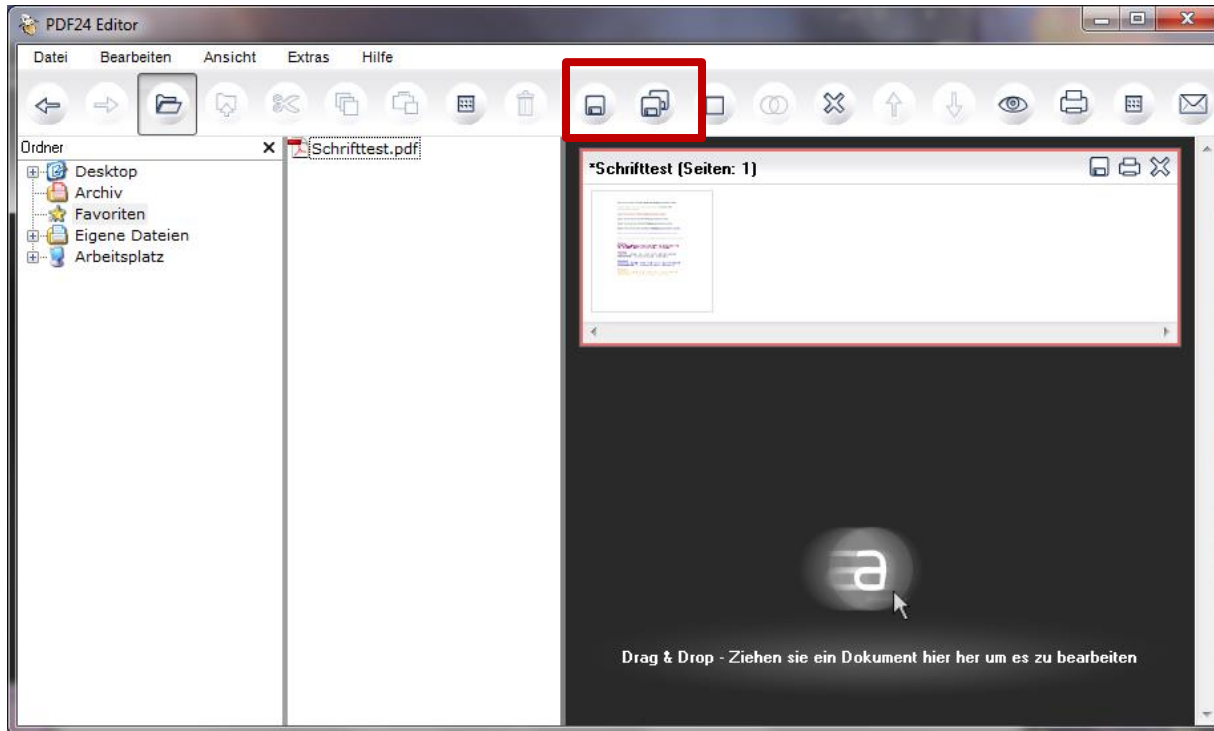 PDF24 Editor
Datei Bearbeiten Ansicht Extras Hilfe
Ordner
Desktop
Archiv
Favoriten
Eigene Dateien
Arbeitsplatz
Schrifttest.pdf
*Schrifttest (Seiten: 1)
a
Drag & Drop - Ziehen sie ein Dokument hier her um es zu bearbeiten